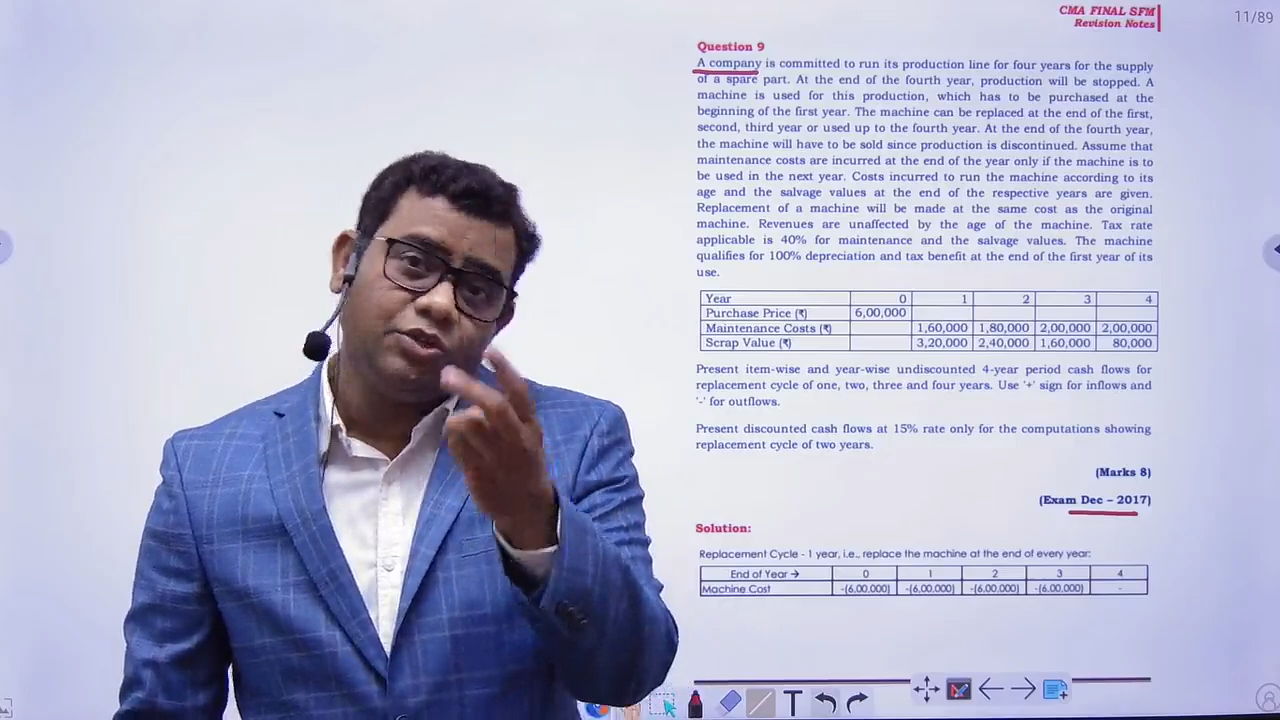 CMA FINAL SFM
Revision Notes
11/89
Question 9
A company is committed to run its production line for four years for the supply
of a spare part. At the end of the fourth year, production will be stopped. A
machine is used for this production, which has to be purchased at the
beginning of the first year. The machine can be replaced at the end of the first,
second, third year or used up to the fourth year. At the end of the fourth year,
the machine will have to be sold since production is discontinued. Assume that
maintenance costs are incurred at the end of the year only if the machine is to
be used in the next year. Costs incurred to run the machine according to its
age and the salvage values at the end of the respective years are given.
Replacement of a machine will be made at the same cost as the original
machine. Revenues are unaffected by the age of the machine. Tax rate
applicable is 40% for maintenance and the salvage values. The machine
qualifies for 100% depreciation and tax benefit at the end of the first year of its
use.
Year 0 1 2 3 4
Purchase Price (₹) 6,00,000
Maintenance Costs (₹) 1,60,000 1,80,000 2,00,000 2,00,000
Scrap Value (₹) 3,20,000 2,40,000 1,60,000 80,000
Present item-wise and year-wise undiscounted 4-year period cash flows for
replacement cycle of one, two, three and four years. Use '+' sign for inflows and
'-' for outflows.
Present discounted cash flows at 15% rate only for the computations showing
replacement cycle of two years.
(Marks 8)
(Exam Dec – 2017)
Solution:
Replacement Cycle - 1 year, i.e., replace the machine at the end of every year:
End of Year → 0 1 2 3 4
Machine Cost -(6,00,000) -(6,00,000) -(6,00,000) -(6,00,000) -
T